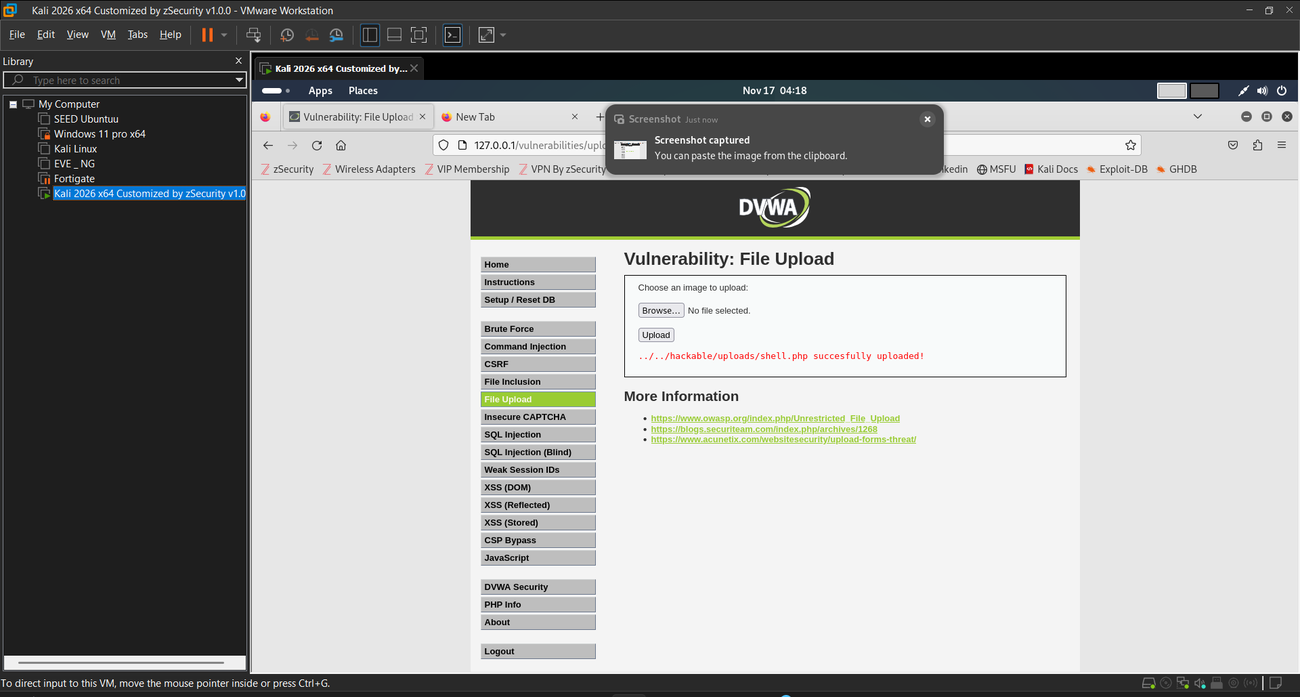 Kali 2026 x64 Customized by zSecurity v1.0.0 - VMware Workstation
File Edit View VM Tabs Help
Library
Type here to search
My Computer
SEED Ubuntuu
Windows 11 pro x64
Kali Linux
EVE _ NG
Fortigate
Kali 2026 x64 Customized by zSecurity v1.0
Kali 2026 x64 Customized by...
Apps Places Nov 17 04:18
Vulnerability: File Upload New Tab
Screenshot Just now
Screenshot captured
You can paste the image from the clipboard.
127.0.0.1/vulnerabilities/uplo
zSecurity Wireless Adapters VIP Membership VPN By zSecurity nkedin MSFU Kali Docs Exploit-DB GHDB
DVWA
Home
Instructions
Setup / Reset DB
Brute Force
Command Injection
CSRF
File Inclusion
File Upload
Insecure CAPTCHA
SQL Injection
SQL Injection (Blind)
Weak Session IDs
XSS (DOM)
XSS (Reflected)
XSS (Stored)
CSP Bypass
JavaScript
DVWA Security
PHP Info
About
Logout
Vulnerability: File Upload
Choose an image to upload:
Browse... No file selected.
Upload
../../hackable/uploads/shell.php succesfully uploaded!
More Information
https://www.owasp.org/index.php/Unrestricted_File_Upload
https://blogs.securiteam.com/index.php/archives/1268
https://www.acunetix.com/websitesecurity/upload-forms-threat/
To direct input to this VM, move the mouse pointer inside or press Ctrl+G.